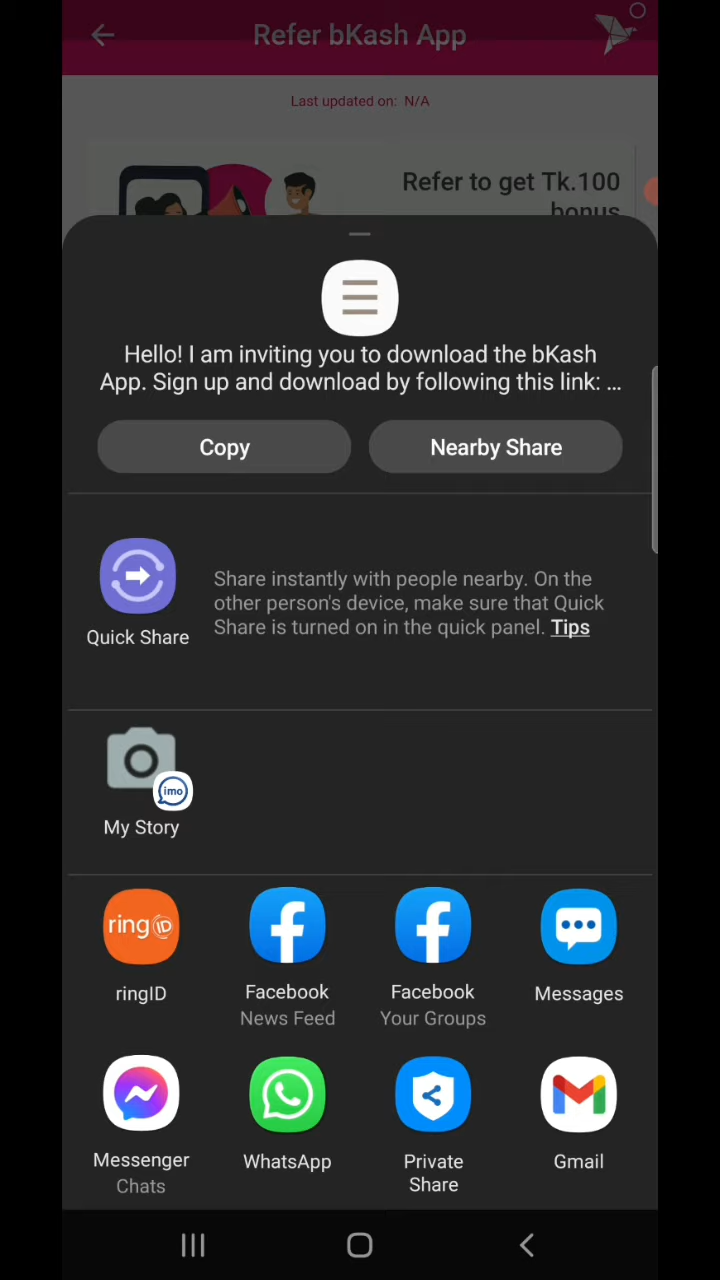 Refer bKash App
Last updated on: N/A
Refer to get Tk.100
bonus
Hello! I am inviting you to download the bKash
App. Sign up and download by following this link: ...
Copy
Nearby Share
Share instantly with people nearby. On the
other person's device, make sure that Quick
Share is turned on in the quick panel. Tips
Quick Share
imo
My Story
ringID
ringID
Facebook
News Feed
Facebook
Your Groups
Messages
Messenger
Chats
WhatsApp
Private
Share
Gmail